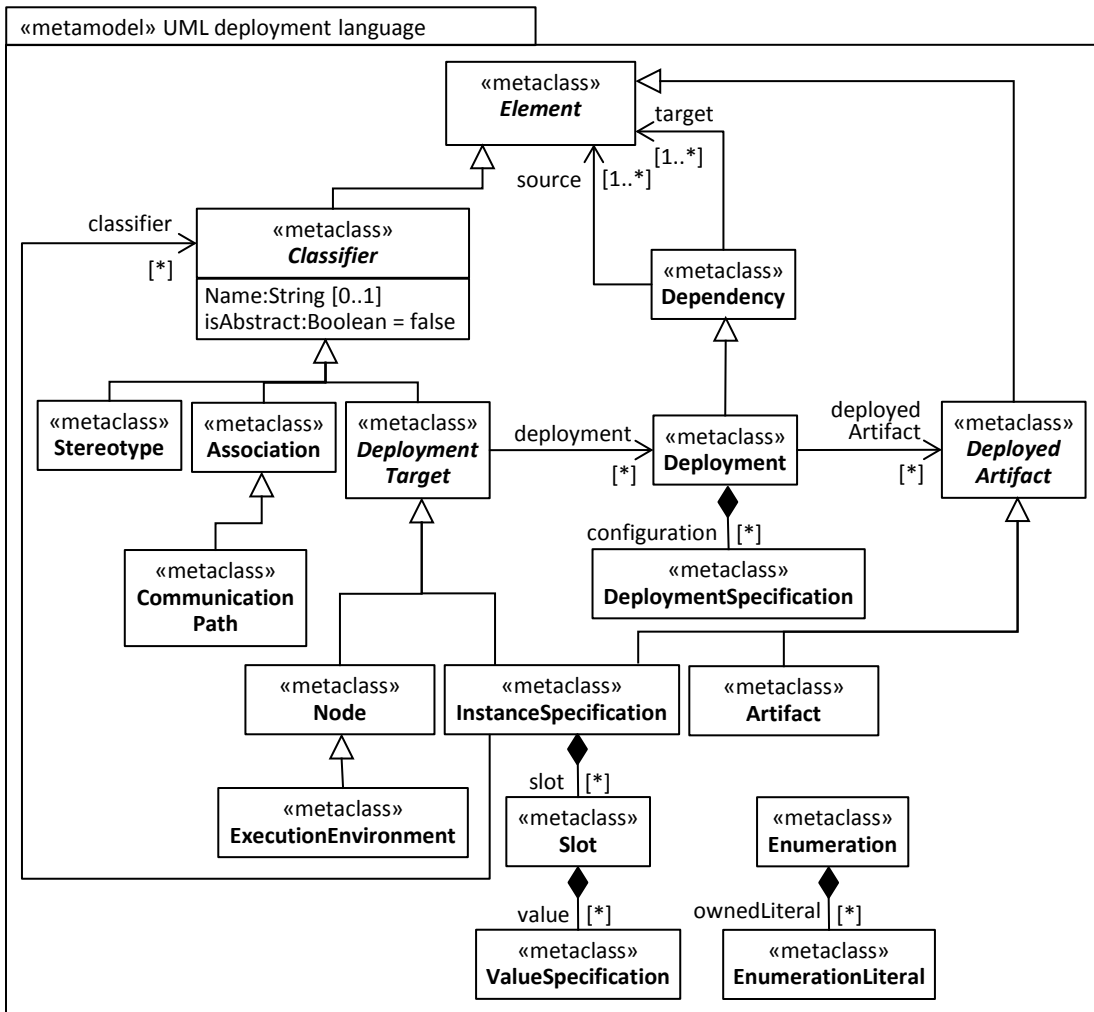 «metamodel» UML deployment language
«metaclass»
Element
target
[1..*]
source
[1..*]
classifier
[*]
«metaclass»
Classifier
Name:String [0..1]
isAbstract:Boolean = false
«metaclass»
Dependency
«metaclass»
Stereotype
«metaclass»
Association
«metaclass»
Deployment
Target
deployment
[*]
«metaclass»
Deployment
deployed
Artifact
[*]
«metaclass»
Deployed
Artifact
configuration
[*]
«metaclass»
Communication
Path
«metaclass»
DeploymentSpecification
«metaclass»
Node
«metaclass»
InstanceSpecification
«metaclass»
Artifact
slot
[*]
«metaclass»
ExecutionEnvironment
«metaclass»
Slot
«metaclass»
Enumeration
value
[*]
ownedLiteral
[*]
«metaclass»
ValueSpecification
«metaclass»
EnumerationLiteral